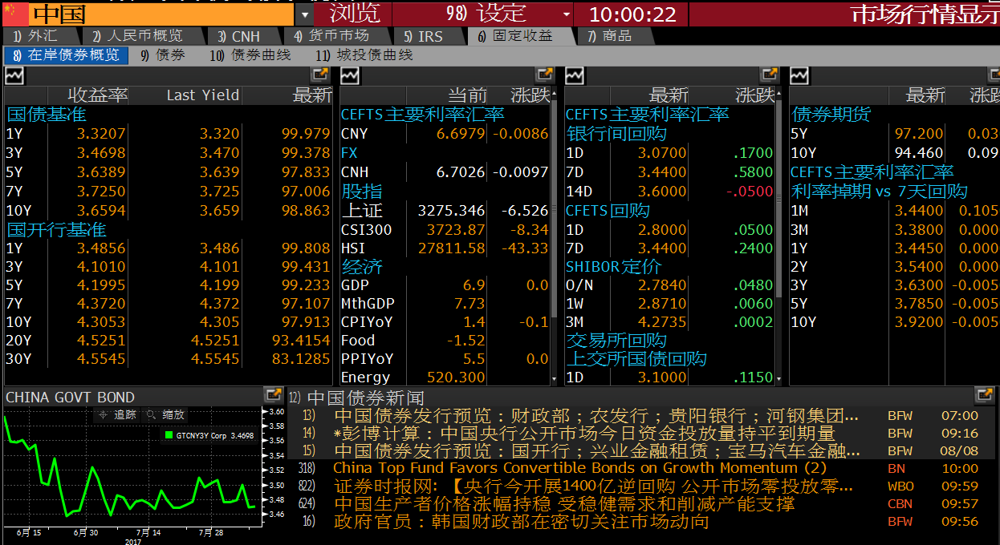 中国 浏览 98) 设定 10:00:22 市场行情显示
1) 外汇 2) 人民币概览 3) CNH 4) 货币市场 5) IRS 6) 固定收益 7) 商品
8) 在岸债券概览 9) 债券 10) 债券曲线 11) 城投债曲线
收益率 Last Yield 最新
国债基准
1Y 3.3207 3.320 99.979
3Y 3.4698 3.470 99.378
5Y 3.6389 3.639 97.833
7Y 3.7250 3.725 97.006
10Y 3.6594 3.659 98.863
国开行基准
1Y 3.4856 3.486 99.808
3Y 4.1010 4.101 99.431
5Y 4.1995 4.199 99.233
7Y 4.3720 4.372 97.107
10Y 4.3053 4.305 97.913
20Y 4.5251 4.5251 93.4154
30Y 4.5545 4.5545 83.1285
当前 涨跌
CEFTS主要利率汇率
CNY 6.6979 -0.0086
FX
CNH 6.7026 -0.0097
股指
上证 3275.346 -6.526
CSI300 3723.87 -8.34
HSI 27811.58 -43.33
经济
GDP 6.9 0.0
MthGDP 7.73
CPIYoY 1.4 -0.1
Food -1.52
PPIYoY 5.5 0.0
Energy 520.300
最新 涨跌
CEFTS主要利率汇率
银行间回购
1D 3.0700 .1700
7D 3.4400 .5800
14D 3.6000 -.0500
CFETS回购
1D 2.8000 .0500
7D 3.4400 .2400
SHIBOR定价
O/N 2.7840 .0480
1W 2.8710 .0060
3M 4.2735 .0002
交易所回购
上交所国债回购
1D 3.1000 .1150
最新 涨跌
债券期货
5Y 97.200 0.03
10Y 94.460 0.09
CEFTS主要利率汇率
利率掉期 vs 7天回购
1M 3.4400 0.105
3M 3.3800 0.000
1Y 3.4450 0.000
2Y 3.5400 0.000
3Y 3.6300 -0.005
5Y 3.7850 -0.005
10Y 3.9200 -0.005
CHINA GOVT BOND
追踪 缩放
GTCNY3Y Corp 3.4698
3.60
3.58
3.56
3.54
3.52
3.50
3.48
3.46
6月 15 6月 30 7月 14 7月 28
2017
12) 中国债券新闻
13) 中国债券发行预览：财政部；农发行；贵阳银行；河钢集团... BFW 07:00
14) *彭博计算：中国央行公开市场今日资金投放量持平到期量 BFW 09:16
15) 中国债券发行预览：国开行；兴业金融租赁；宝马汽车金融... BFW 08/08
318) China Top Fund Favors Convertible Bonds on Growth Momentum (2) BN 10:00
822) 证券时报网: 【央行今开展1400亿逆回购 公开市场零投放零... WBO 09:59
624) 中国生产者价格涨幅持稳 受稳健需求和削减产能支撑 CBN 09:57
16) 政府官员：韩国财政部在密切关注市场动向 BFW 09:56